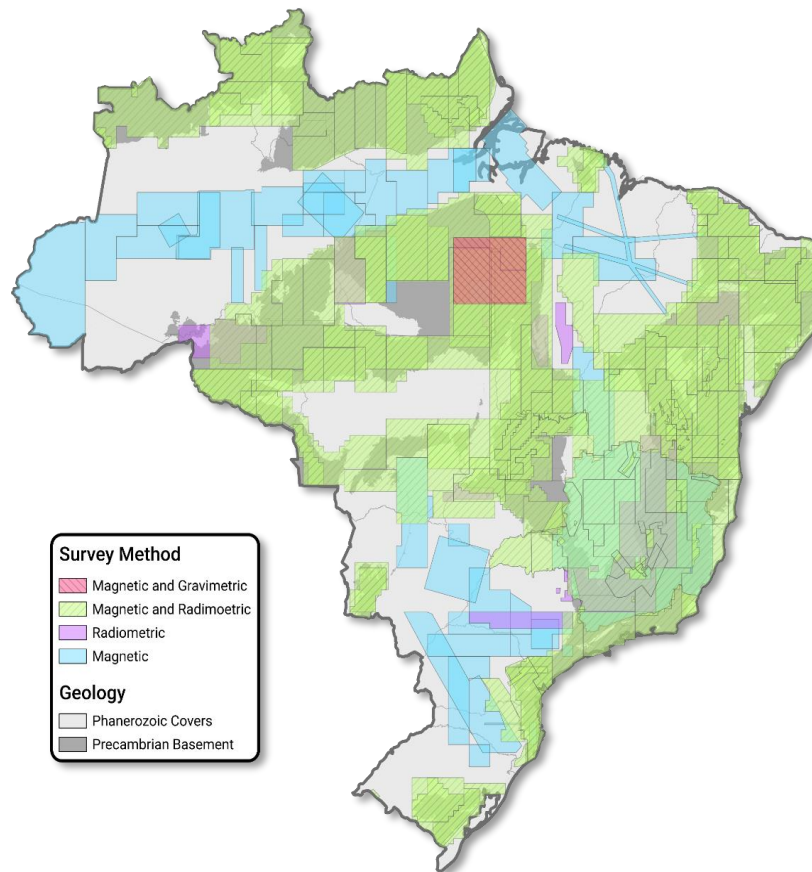 Survey Method
Magnetic and Gravimetric
Magnetic and Radimoetric
Radiometric
Magnetic
Geology
Phanerozoic Covers
Precambrian Basement